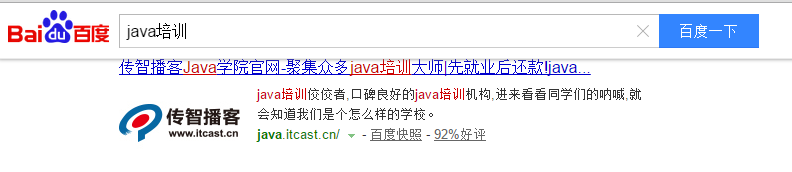 Bai du 百度
java培训
百度一下
传智播客Java学院官网-聚集众多java培训大师|先就业后还款!java...
传智播客
www.itcast.cn
java培训佼佼者,口碑良好的java培训机构,进来看看同学们的呐喊,就
会知道我们是个怎么样的学校。
java.itcast.cn/ - 百度快照 - 92%好评